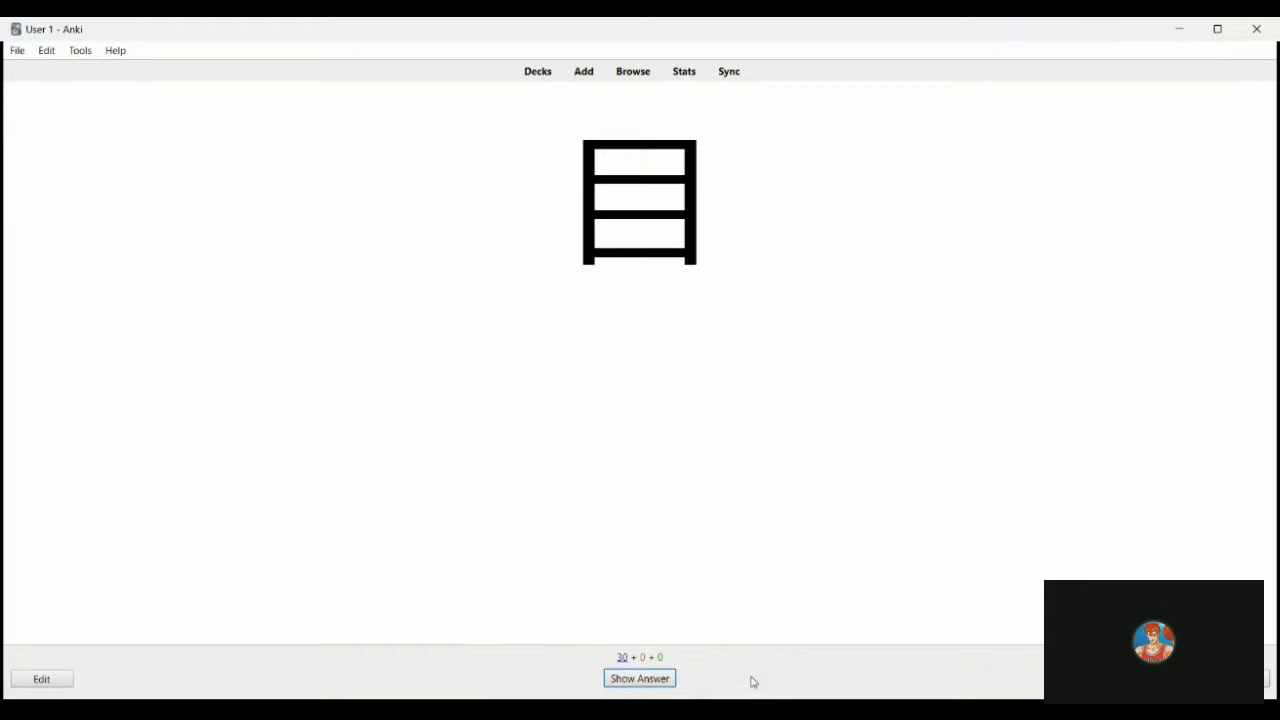 User 1 - Anki
File Edit Tools Help
Decks Add Browse Stats Sync
目
30 + 0 + 0
Edit
Show Answer